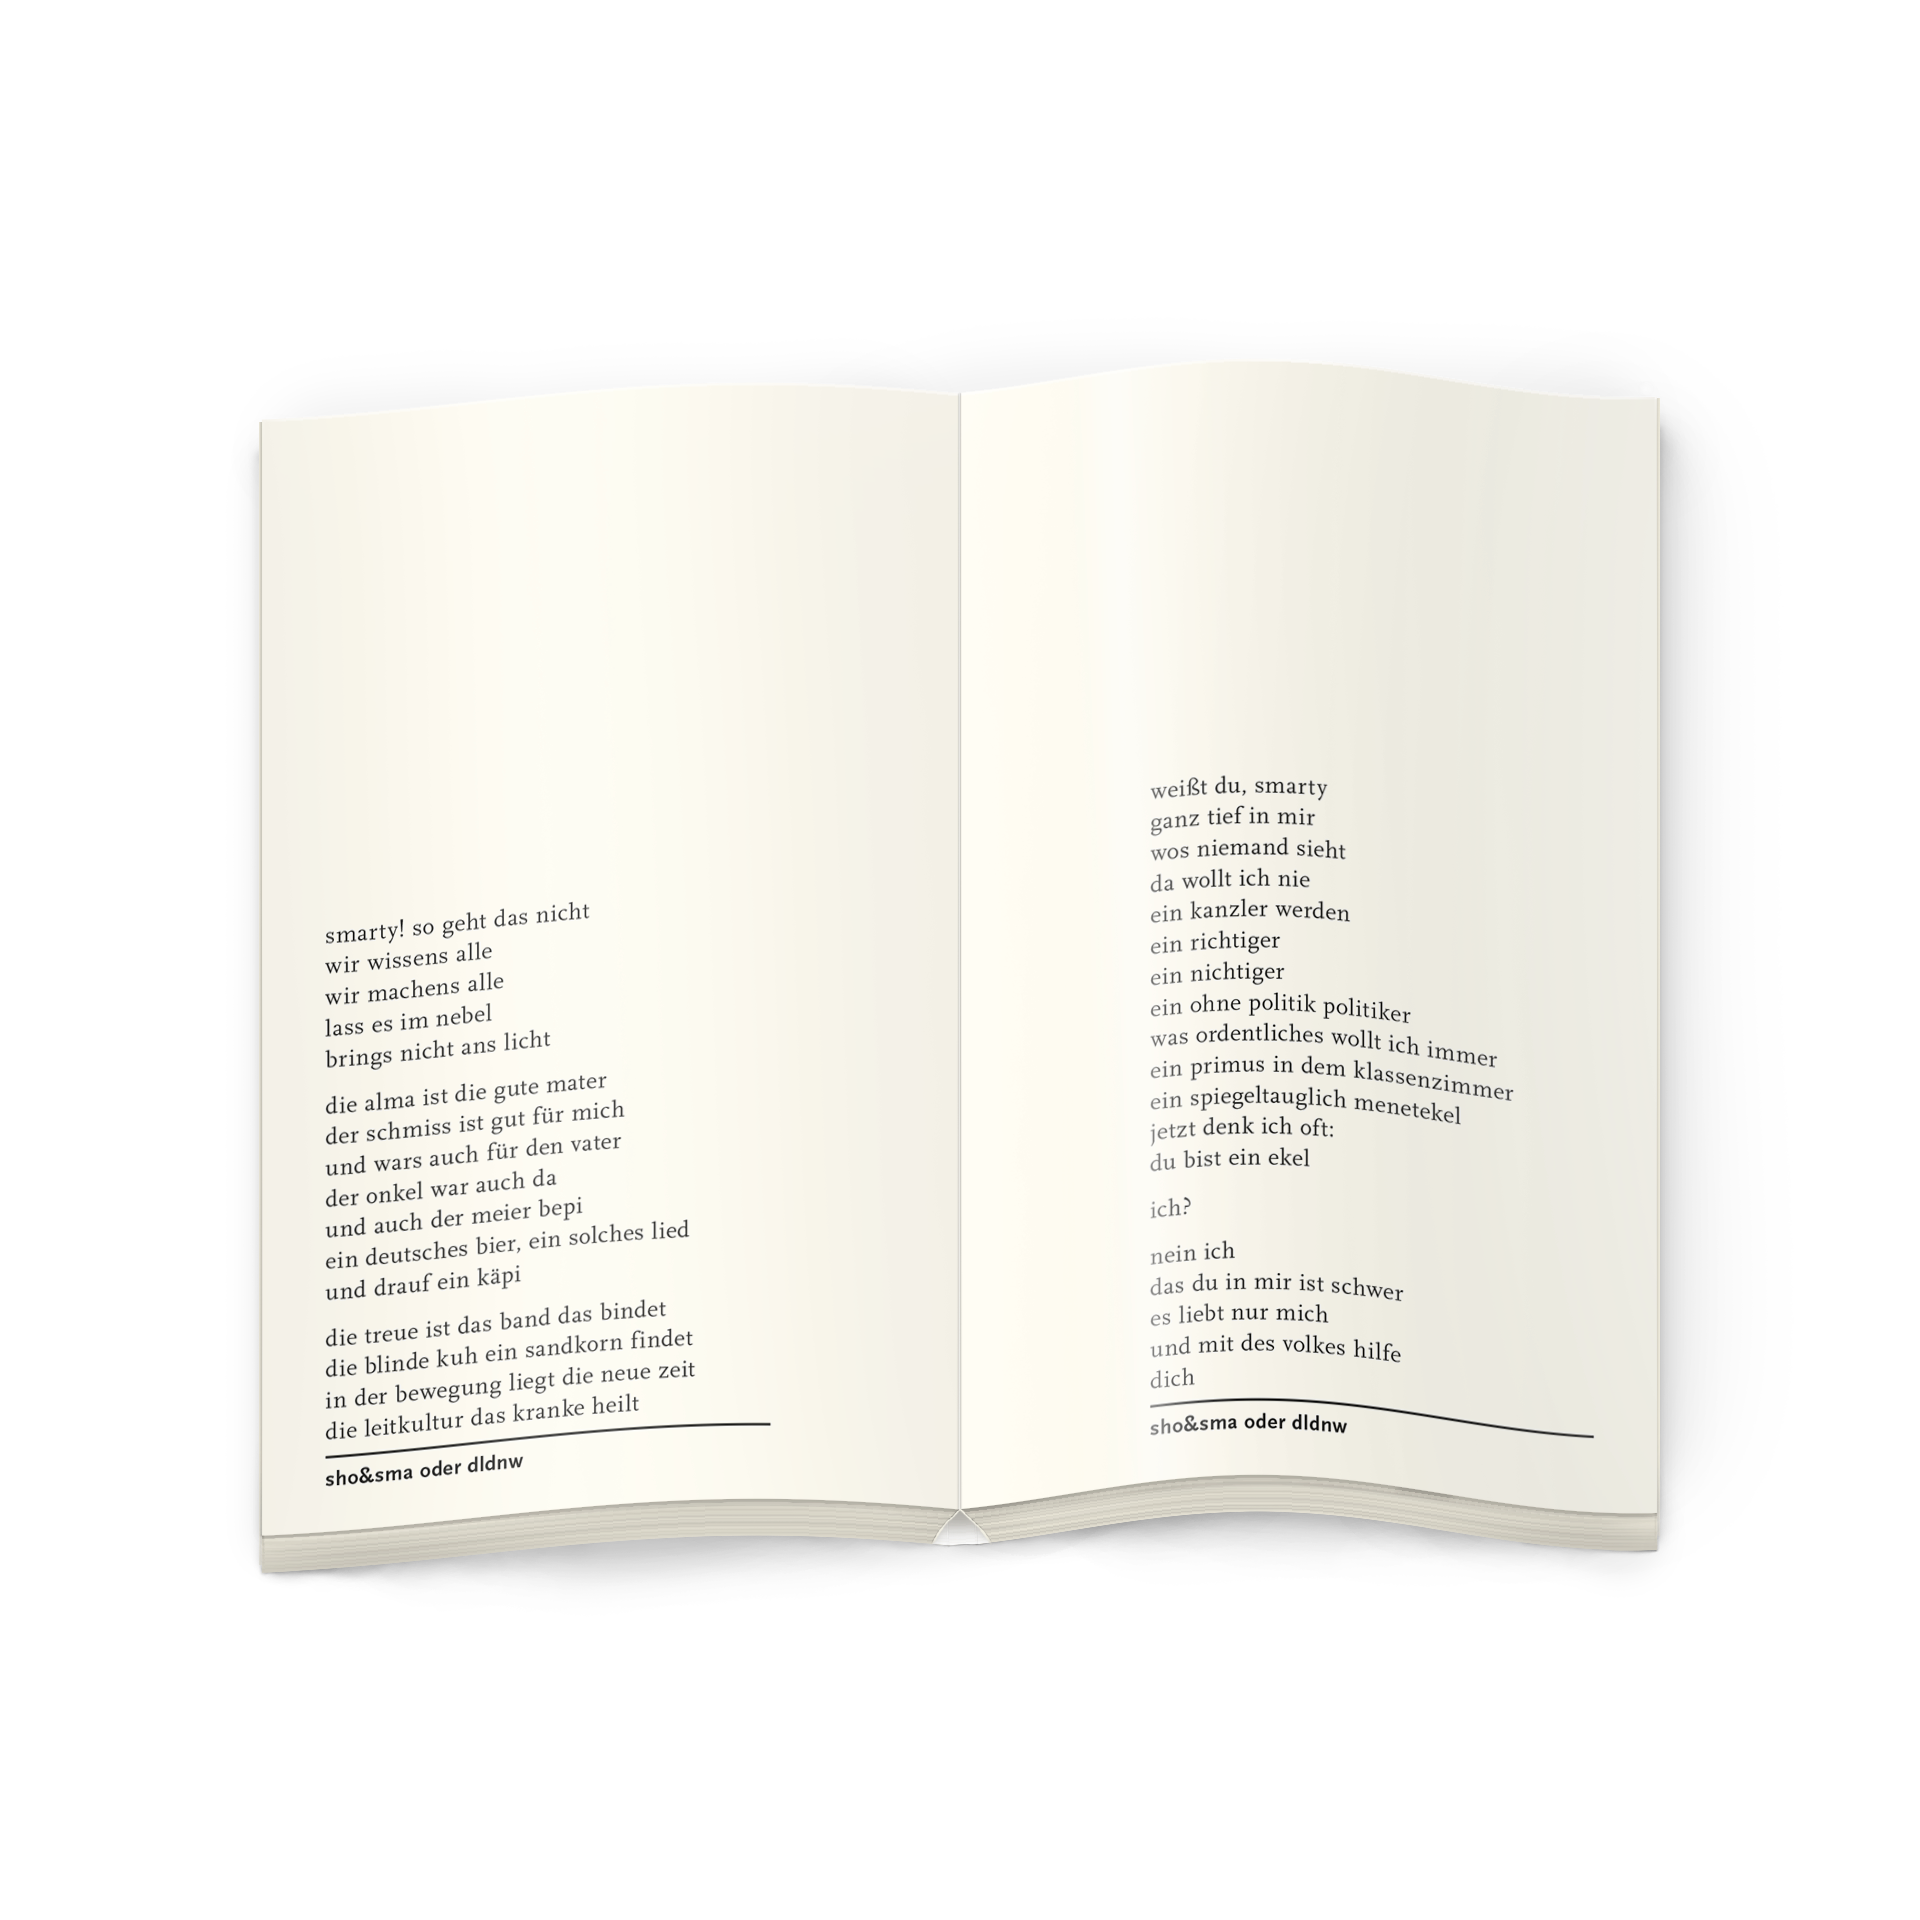 smarty! so geht das nicht
wir wissens alle
wir machens alle
lass es im nebel
brings nicht ans licht
die alma ist die gute mater
der schmiss ist gut für mich
und wars auch für den vater
der onkel war auch da
und auch der meier bepi
ein deutsches bier, ein solches lied
und drauf ein käpi
die treue ist das band das bindet
die blinde kuh ein sandkorn findet
in der bewegung liegt die neue zeit
die leitkultur das kranke heilt
sho&sma oder dldnw
weißt du, smarty
ganz tief in mir
wos niemand sieht
da wollt ich nie
ein kanzler werden
ein richtiger
ein nichtiger
ein ohne politik politiker
was ordentliches wollt ich immer
ein primus in dem klassenzimmer
ein spiegeltauglich menetekel
jetzt denk ich oft:
du bist ein ekel
ich?
nein ich
das du in mir ist schwer
es liebt nur mich
und mit des volkes hilfe
dich
sho&sma oder dldnw